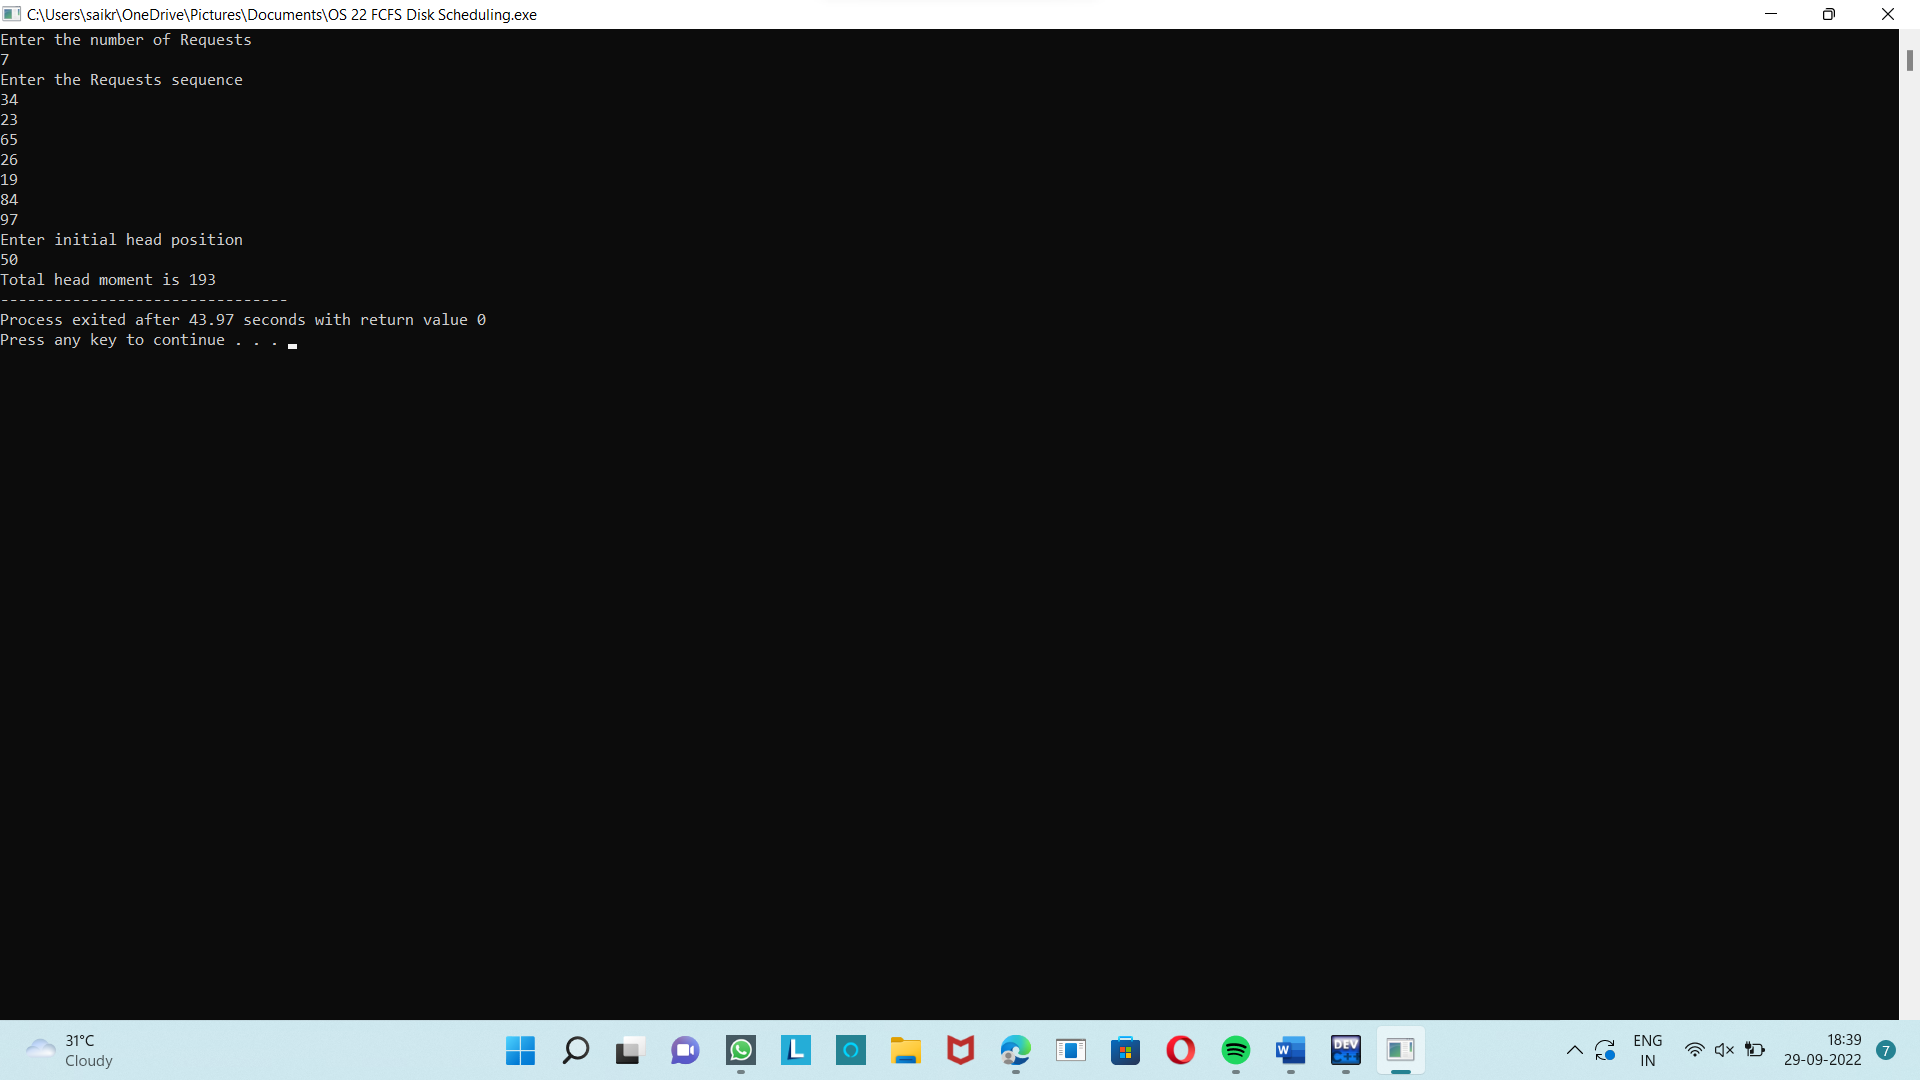 C:\Users\saikr\OneDrive\Pictures\Documents\OS 22 FCFS Disk Scheduling.exe
Enter the number of Requests
7
Enter the Requests sequence
34
23
65
26
19
84
97
Enter initial head position
50
Total head moment is 193
--------------------------------
Process exited after 43.97 seconds with return value 0
Press any key to continue . . .
31°C
Cloudy
L
W
DEV
C++
ENG
IN
18:39
29-09-2022
7